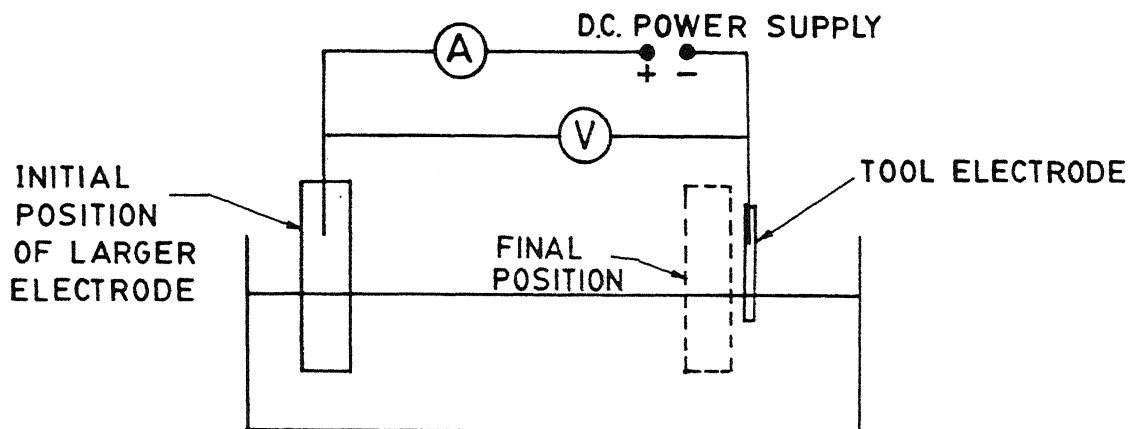 D.C. POWER SUPPLY
A
+ −
V
INITIAL
POSITION
OF LARGER
ELECTRODE
TOOL ELECTRODE
FINAL
POSITION